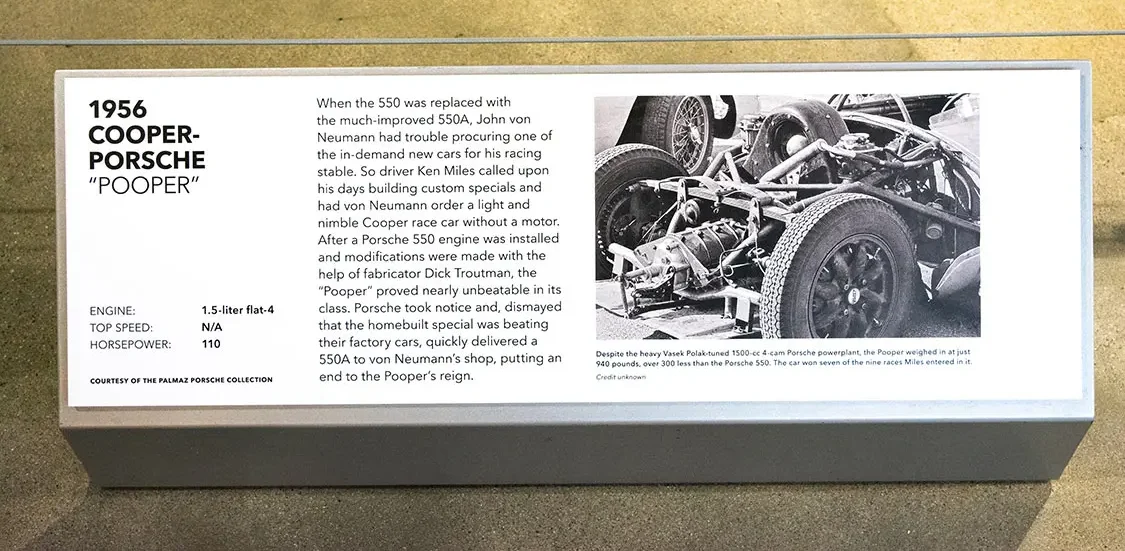 1956
COOPER-
PORSCHE
“POOPER”
ENGINE: 1.5-liter flat-4
TOP SPEED: N/A
HORSEPOWER: 110
COURTESY OF THE PALMAZ PORSCHE COLLECTION
When the 550 was replaced with
the much-improved 550A, John von
Neumann had trouble procuring one of
the in-demand new cars for his racing
stable. So driver Ken Miles called upon
his days building custom specials and
had von Neumann order a light and
nimble Cooper race car without a motor.
After a Porsche 550 engine was installed
and modifications were made with the
help of fabricator Dick Troutman, the
“Pooper” proved nearly unbeatable in its
class. Porsche took notice and, dismayed
that the homebuilt special was beating
their factory cars, quickly delivered a
550A to von Neumann’s shop, putting an
end to the Pooper’s reign.
Despite the heavy Vasek Polak-tuned 1500-cc 4-cam Porsche powerplant, the Pooper weighed in at just
940 pounds, over 300 less than the Porsche 550. The car won seven of the nine races Miles entered in it.
Credit unknown